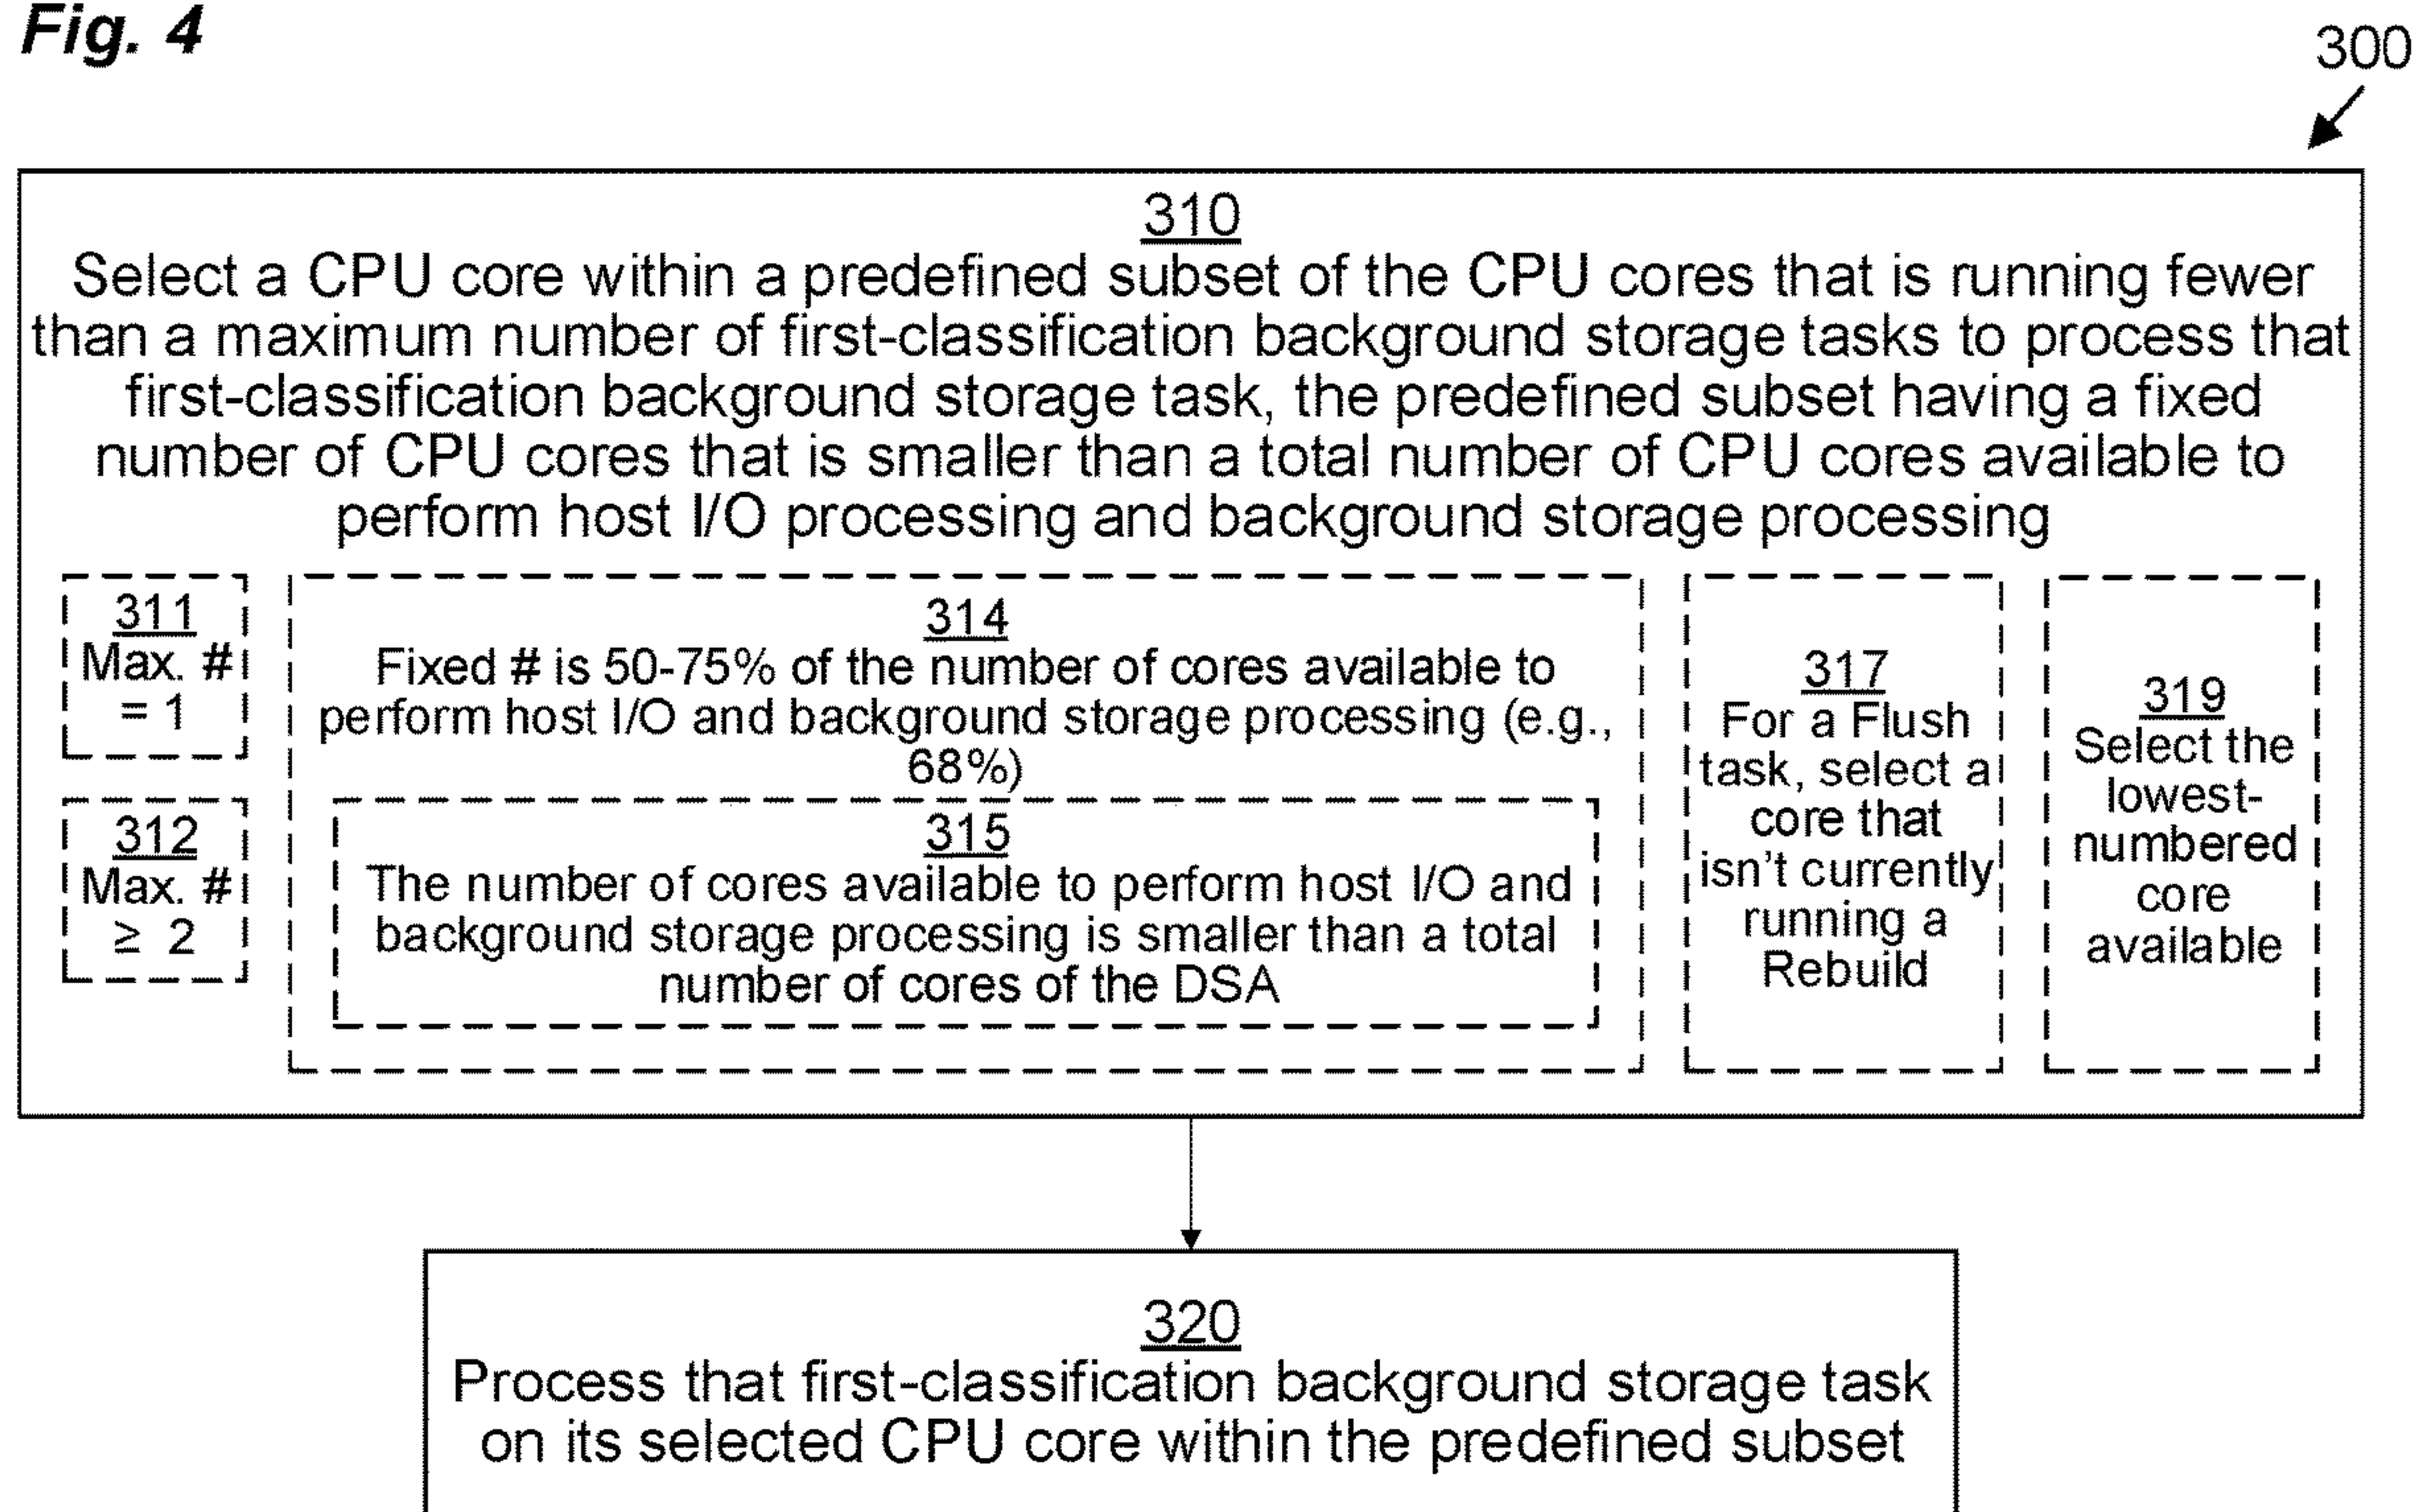 Fig. 4
300
310
Select a CPU core within a predefined subset of the CPU cores that is running fewer
than a maximum number of first-classification background storage tasks to process that
first-classification background storage task, the predefined subset having a fixed
number of CPU cores that is smaller than a total number of CPU cores available to
perform host I/O processing and background storage processing
311
Max. #
= 1
312
Max. #
≥ 2
314
Fixed # is 50-75% of the number of cores available to
perform host I/O and background storage processing (e.g.,
68%)
315
The number of cores available to perform host I/O and
background storage processing is smaller than a total
number of cores of the DSA
317
For a Flush
task, select a
core that
isn't currently
running a
Rebuild
319
Select the
lowest-
numbered
core
available
320
Process that first-classification background storage task
on its selected CPU core within the predefined subset